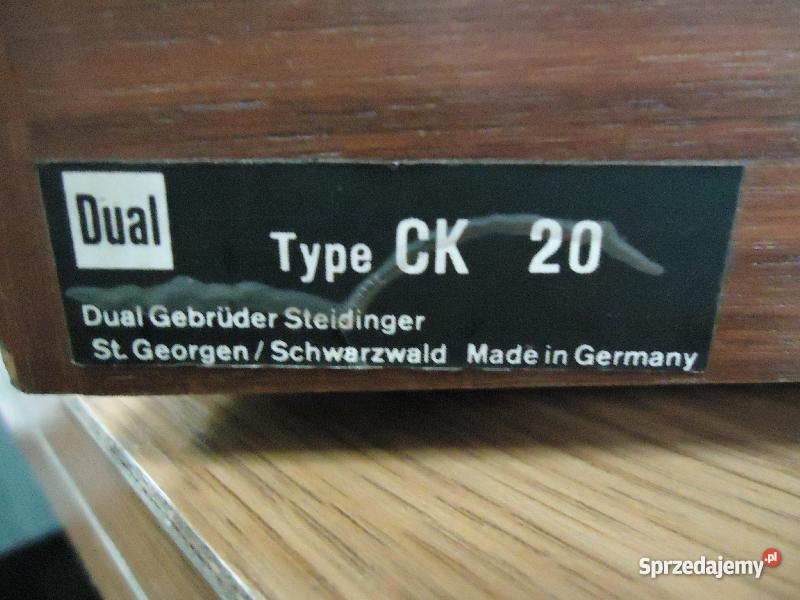 Dual
Type CK 20
Dual Gebrüder Steidinger
St. Georgen / Schwarzwald Made in Germany
Sprzedajemy.pl